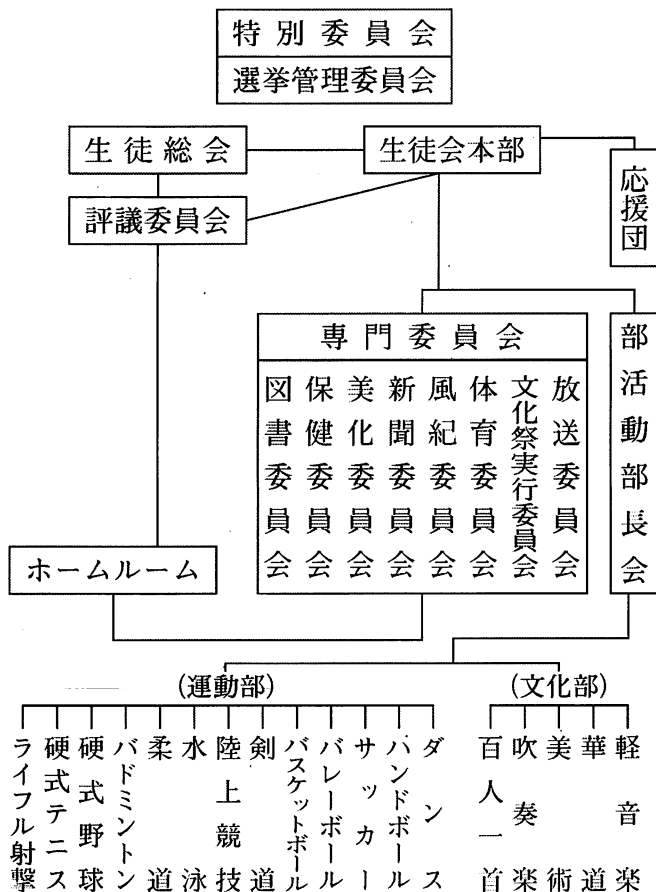 特別委員会
選挙管理委員会
生徒総会
生徒会本部
応援団
評議委員会
専門委員会
図書委員会
保健委員会
美化委員会
新聞委員会
風紀委員会
体育委員会
文化祭実行委員会
放送委員会
部活動部長会
ホームルーム
(運動部)
(文化部)
ライフル射撃
硬式テニス
硬式野球
バドミントン
柔道
水泳
陸上競技
剣道
バスケットボール
バレーボール
サッカー
ハンドボール
ダンス
百人一首
吹奏楽
美術
華道
軽音楽